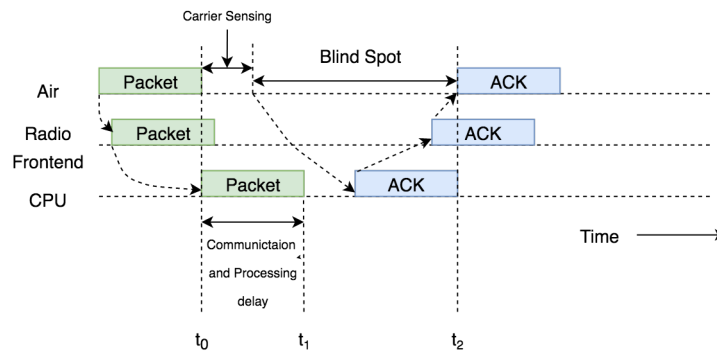 Carrier Sensing
Blind Spot
Packet
ACK
Air
Packet
ACK
Radio
Frontend
Packet
ACK
CPU
Time
Communictaion
and Processing
delay
t0
t1
t2